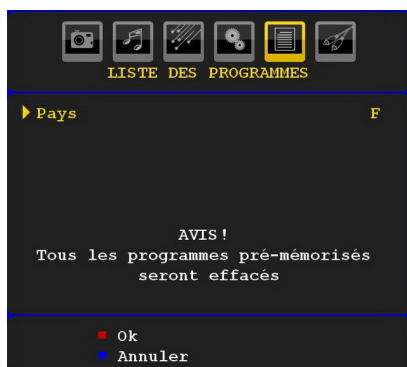 LISTE DES PROGRAMMES
Pays F
AVIS!
Tous les programmes pré-mémorisés
seront effacés
Ok
Annuler